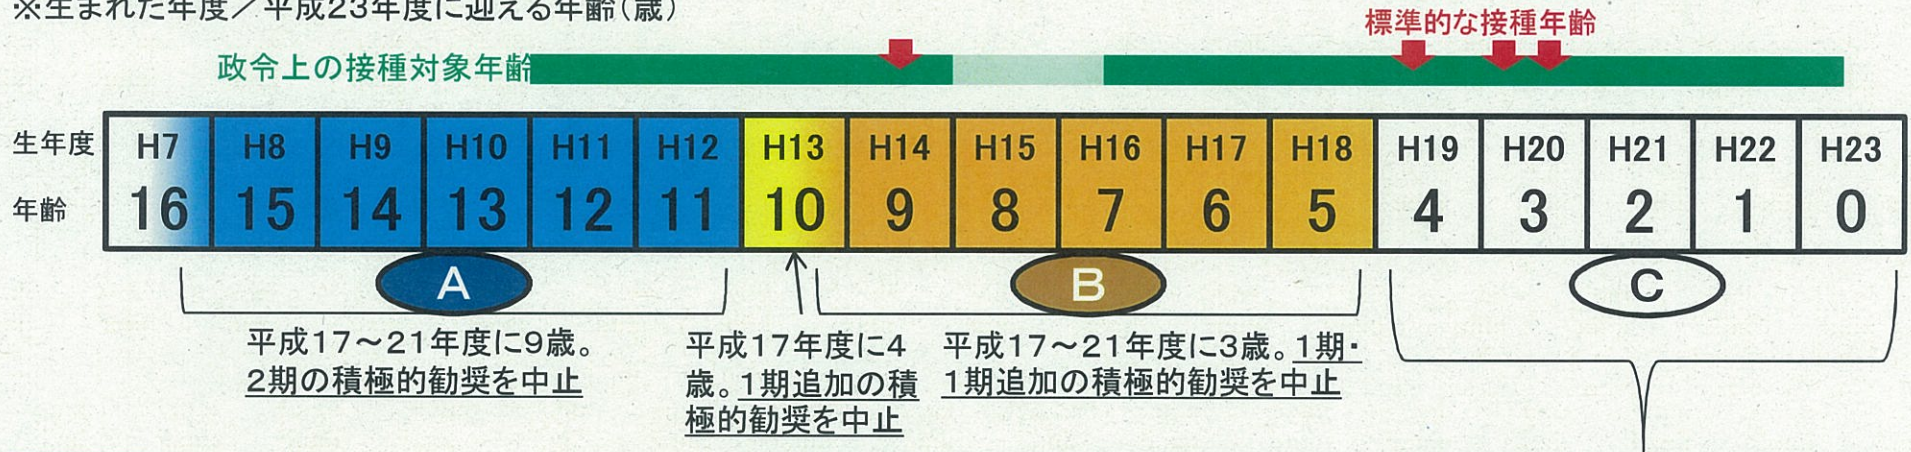 ※生まれた年度／平成23年度に迎える年齢（歳）
標準的な接種年齢
政令上の接種対象年齢
生年度 H7 H8 H9 H10 H11 H12 H13 H14 H15 H16 H17 H18 H19 H20 H21 H22 H23
年齢 16 15 14 13 12 11 10 9 8 7 6 5 4 3 2 1 0
A
B
C
平成17～21年度に9歳。
2期の積極的勧奨を中止
平成17年度に4
歳。1期追加の積
極的勧奨を中止
平成17～21年度に3歳。1期・
1期追加の積極的勧奨を中止